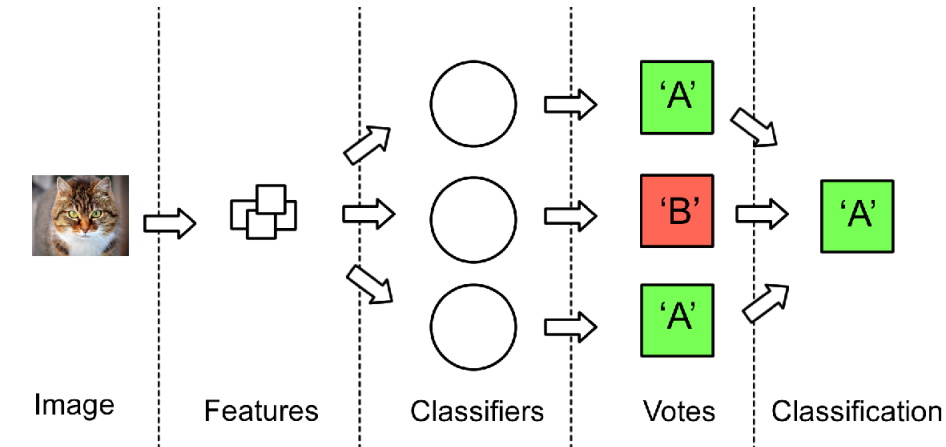 ‘A’
‘B’
‘A’
‘A’
Image
Features
Classifiers
Votes
Classification